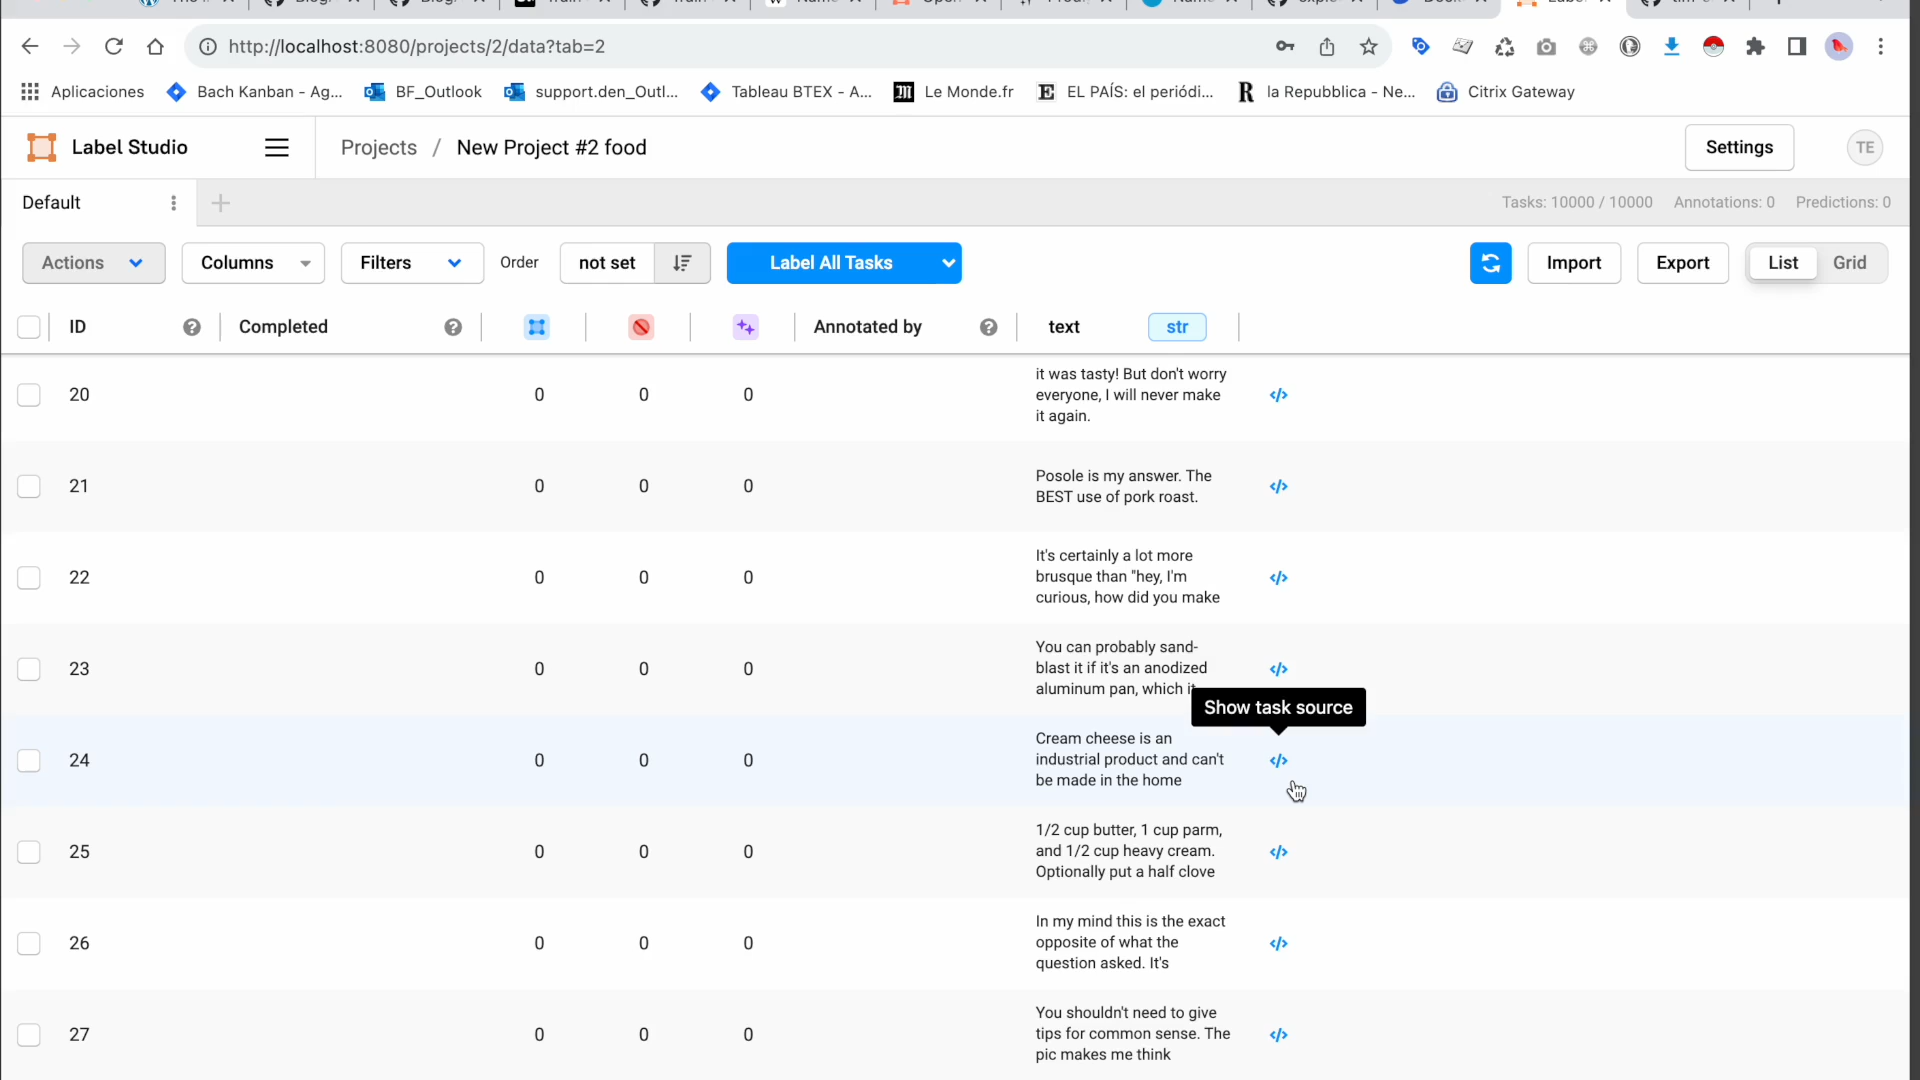 http://localhost:8080/projects/2/data?tab=2
Aplicaciones
Bach Kanban - Ag...
BF_Outlook
support.den_Outl...
Tableau BTEX - A...
Le Monde.fr
EL PAÍS: el periódi...
la Repubblica - Ne...
Citrix Gateway
Label Studio
Projects / New Project #2 food
Settings
TE
Default
Tasks: 10000 / 10000 Annotations: 0 Predictions: 0
Actions
Columns
Filters
Order
not set
Label All Tasks
Import
Export
List
Grid
ID
Completed
Annotated by
text
str
20 0 0 0
it was tasty! But don't worry
everyone, I will never make
it again.
21 0 0 0
Posole is my answer. The
BEST use of pork roast.
22 0 0 0
It's certainly a lot more
brusque than "hey, I'm
curious, how did you make
23 0 0 0
You can probably sand-
blast it if it's an anodized
aluminum pan, which it
Show task source
24 0 0 0
Cream cheese is an
industrial product and can't
be made in the home
25 0 0 0
1/2 cup butter, 1 cup parm,
and 1/2 cup heavy cream.
Optionally put a half clove
26 0 0 0
In my mind this is the exact
opposite of what the
question asked. It's
27 0 0 0
You shouldn't need to give
tips for common sense. The
pic makes me think